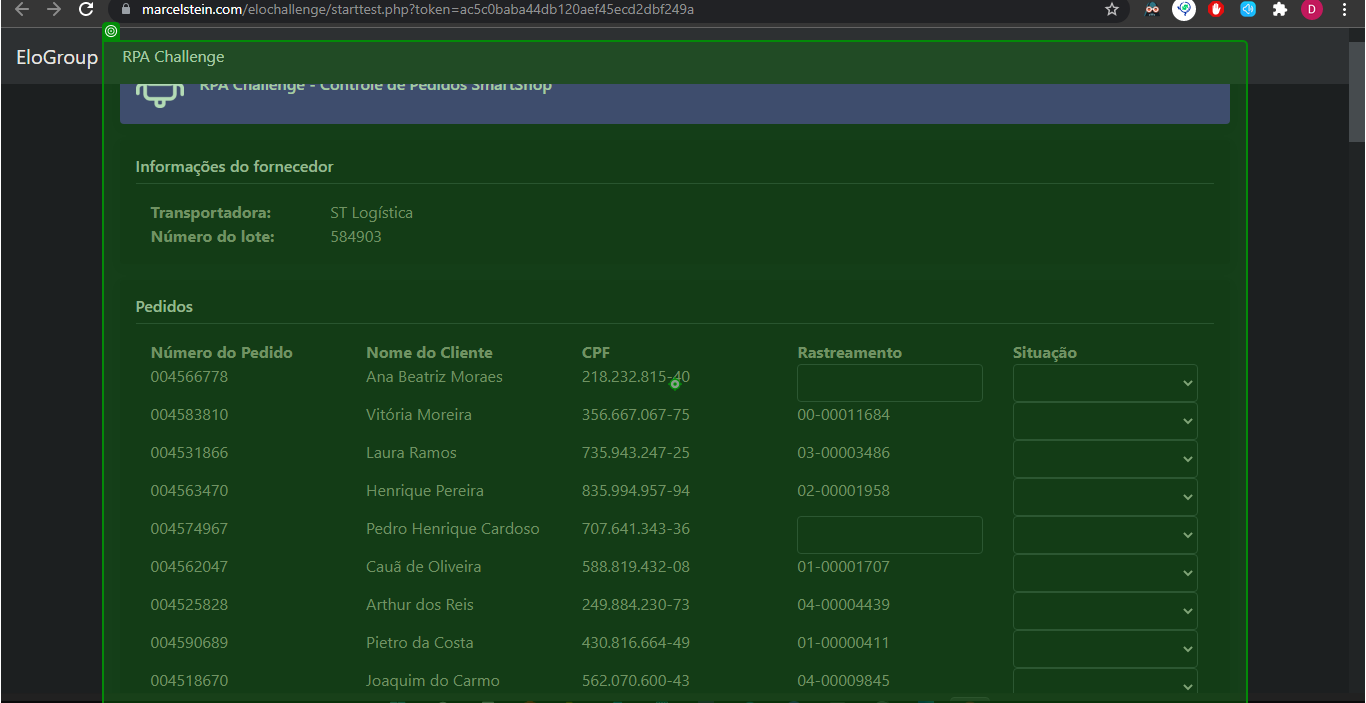 marcelstein.com/elochallenge/starttest.php?token=ac5c0baba44db120aef45ecd2dbf249a
D
EloGroup
RPA Challenge
RPA Challenge - Controle de Pedidos SmartShop
Informações do fornecedor
Transportadora: ST Logística
Número do lote: 584903
Pedidos
Número do Pedido Nome do Cliente CPF Rastreamento Situação
004566778 Ana Beatriz Moraes 218.232.815-40
004583810 Vitória Moreira 356.667.067-75 00-00011684
004531866 Laura Ramos 735.943.247-25 03-00003486
004563470 Henrique Pereira 835.994.957-94 02-00001958
004574967 Pedro Henrique Cardoso 707.641.343-36
004562047 Cauã de Oliveira 588.819.432-08 01-00001707
004525828 Arthur dos Reis 249.884.230-73 04-00004439
004590689 Pietro da Costa 430.816.664-49 01-00000411
004518670 Joaquim do Carmo 562.070.600-43 04-00009845